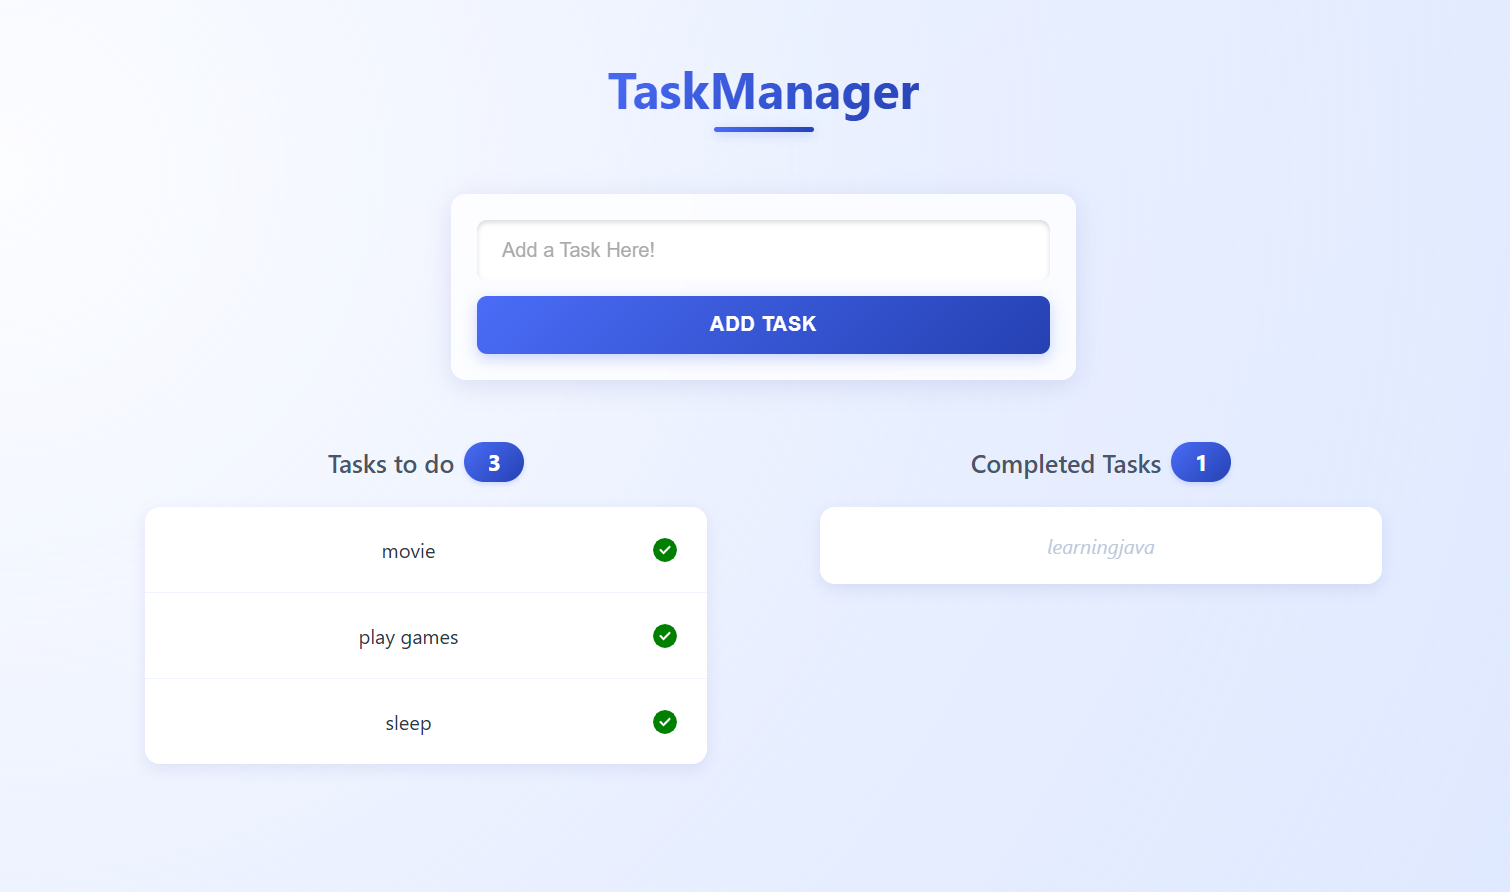 TaskManager
Add a Task Here!
ADD TASK
Tasks to do 3
movie
play games
sleep
Completed Tasks 1
learningjava